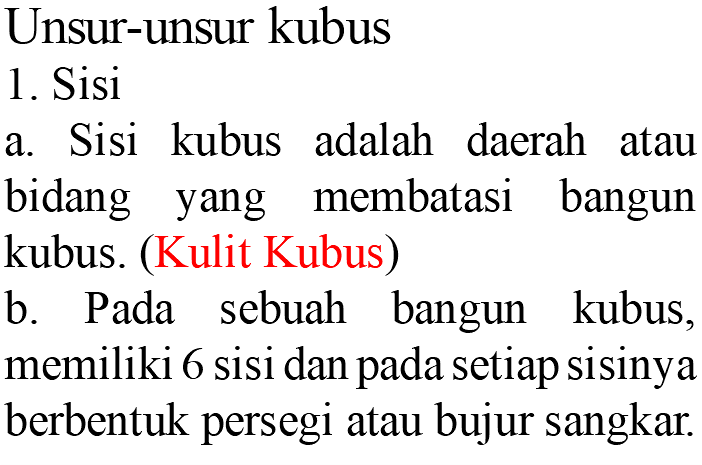 Unsur-unsur kubus
1. Sisi
a. Sisi kubus adalah daerah atau
bidang yang membatasi bangun
kubus. (Kulit Kubus)
b. Pada sebuah bangun kubus,
memiliki 6 sisi dan pada setiap sisinya
berbentuk persegi atau bujur sangkar.